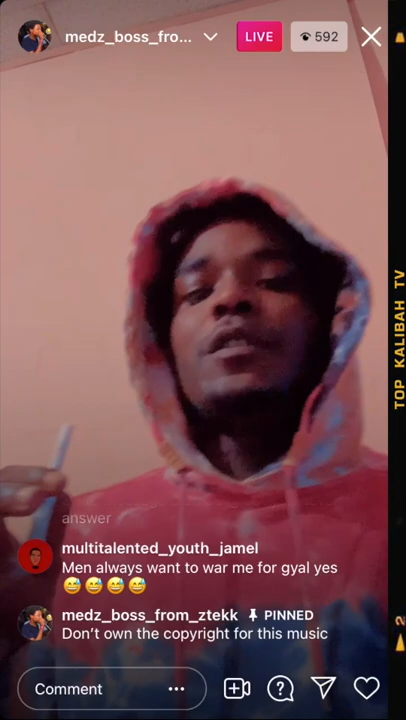 medz_boss_fro...
LIVE
592
TOP KALIBAH TV
answer
multitalented_youth_jamel
Men always want to war me for gyal yes
😅😅😅😅
medz_boss_from_ztekk PINNED
Don't own the copyright for this music
Comment
2